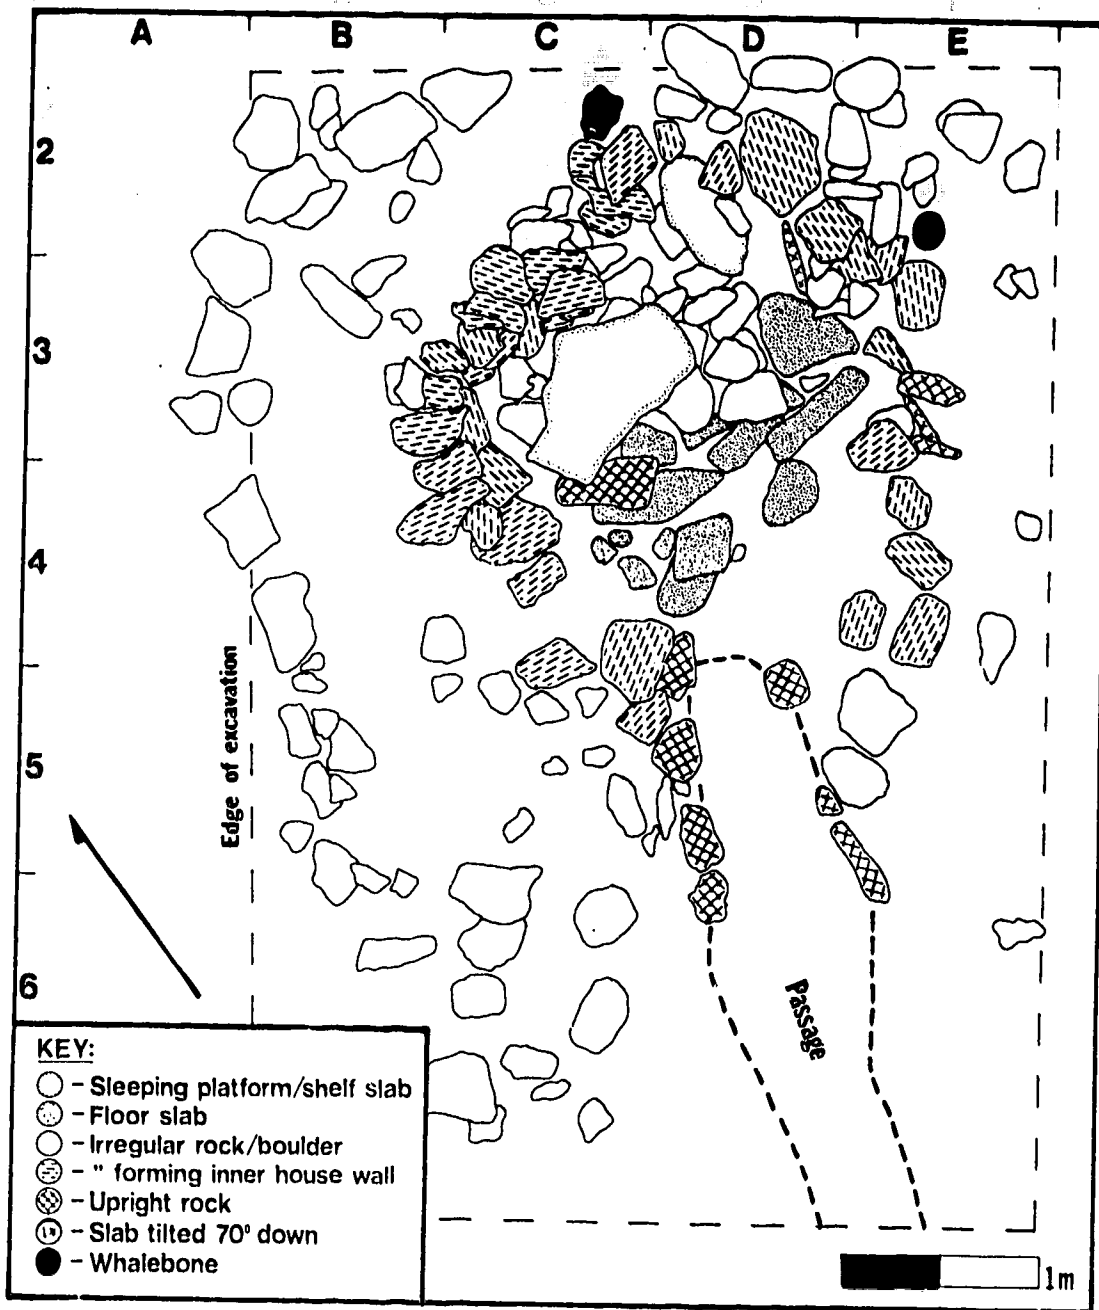 A B C D E
2
3
4
5
6
Edge of excavation
Passage
KEY:
- Sleeping platform/shelf slab
- Floor slab
- Irregular rock/boulder
- " forming inner house wall
- Upright rock
- Slab tilted 70° down
- Whalebone
1m